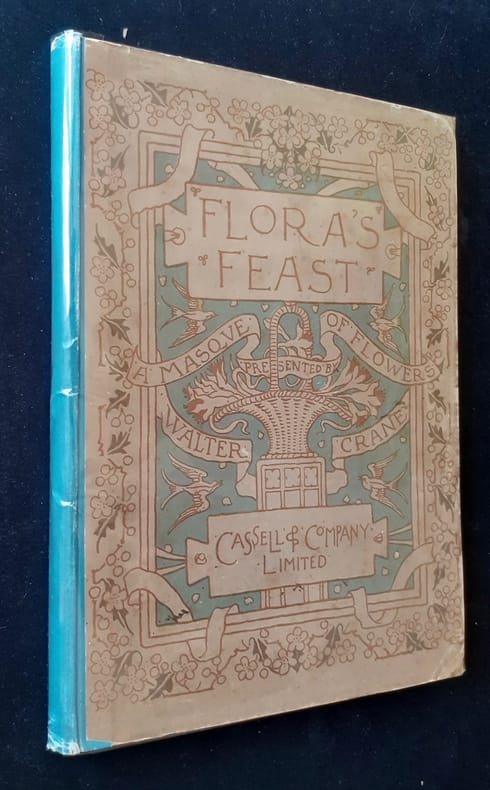 FLORA'S
FEAST
A MASQVE OF FLOWERS
PRESENTED BY
WALTER CRANE
CASSELL & COMPANY
LIMITED